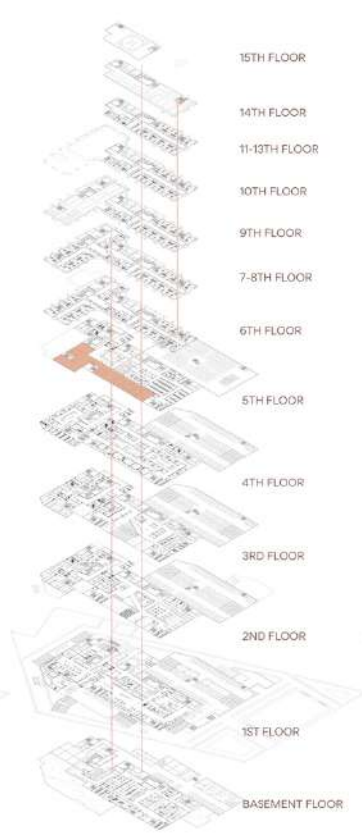 15TH FLOOR
14TH FLOOR
11-13TH FLOOR
10TH FLOOR
9TH FLOOR
7-8TH FLOOR
6TH FLOOR
5TH FLOOR
4TH FLOOR
3RD FLOOR
2ND FLOOR
1ST FLOOR
BASEMENT FLOOR